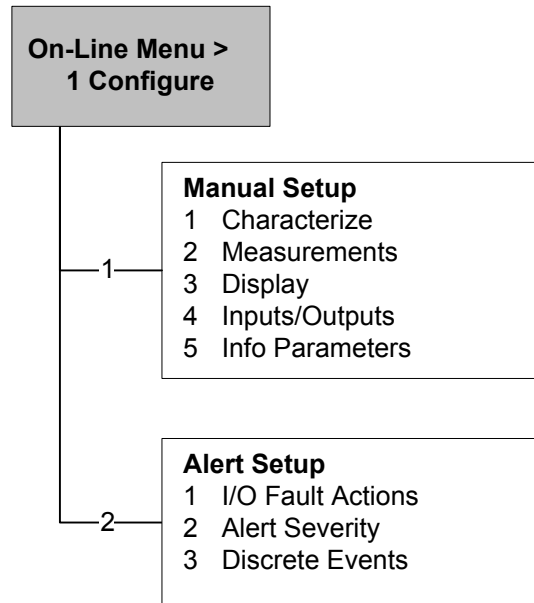 On-Line Menu >
1 Configure
1
Manual Setup
1 Characterize
2 Measurements
3 Display
4 Inputs/Outputs
5 Info Parameters
2
Alert Setup
1 I/O Fault Actions
2 Alert Severity
3 Discrete Events